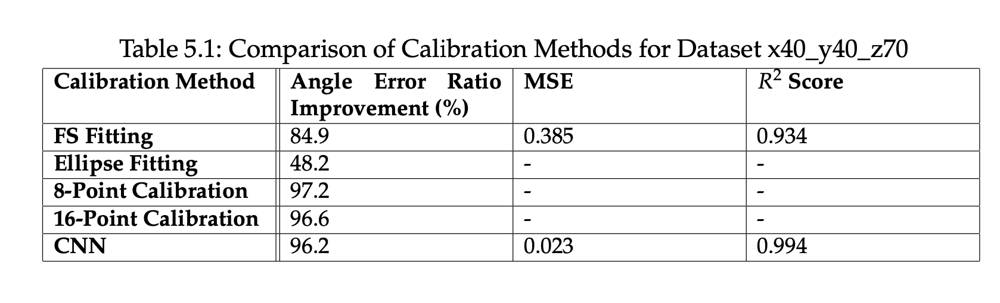 Table 5.1: Comparison of Calibration Methods for Dataset x40_y40_z70
Calibration Method Angle Error Ratio Improvement (%) MSE R² Score
FS Fitting 84.9 0.385 0.934
Ellipse Fitting 48.2 - -
8-Point Calibration 97.2 - -
16-Point Calibration 96.6 - -
CNN 96.2 0.023 0.994